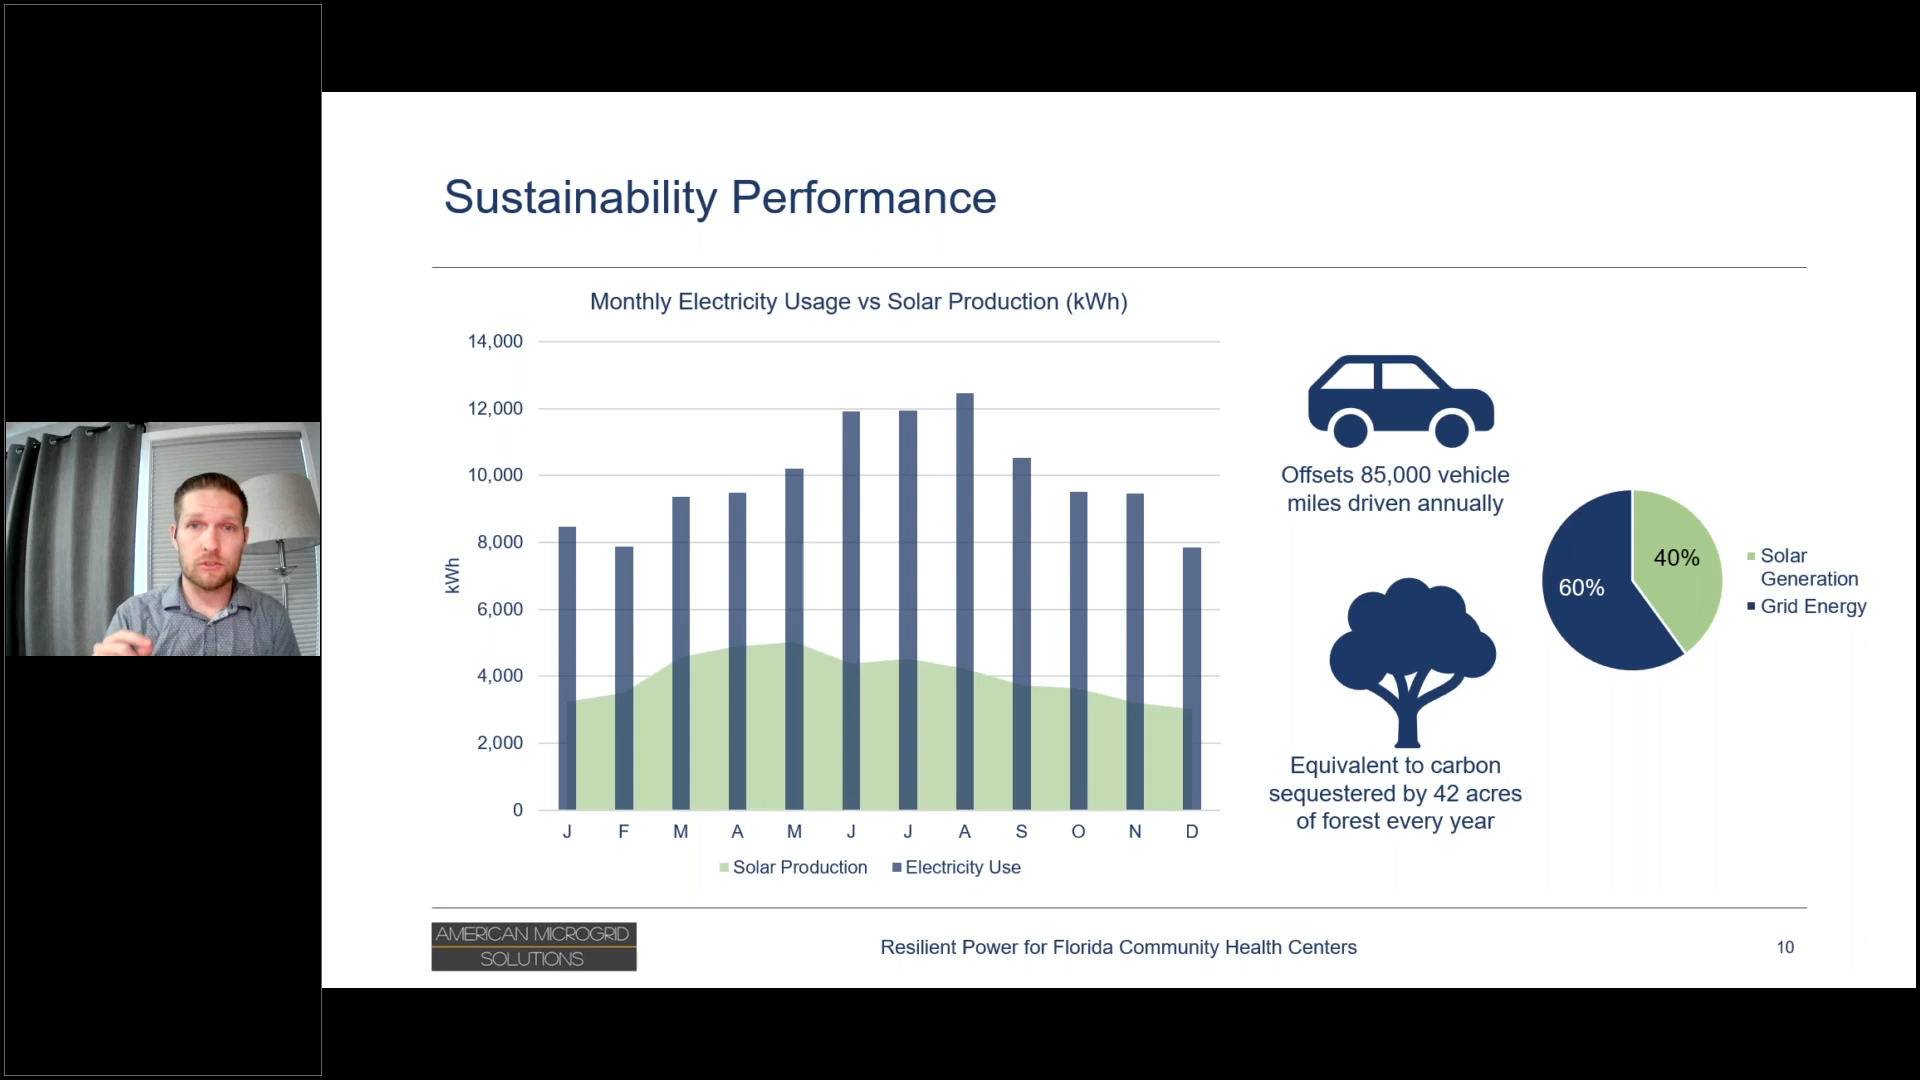 Sustainability Performance
Monthly Electricity Usage vs Solar Production (kWh)
14,000
12,000
10,000
8,000
6,000
4,000
2,000
0
kWh
J F M A M J J A S O N D
Solar Production Electricity Use
Offsets 85,000 vehicle
miles driven annually
Equivalent to carbon
sequestered by 42 acres
of forest every year
40%
60%
Solar
Generation
Grid Energy
AMERICAN MICROGRID
SOLUTIONS
Resilient Power for Florida Community Health Centers
10